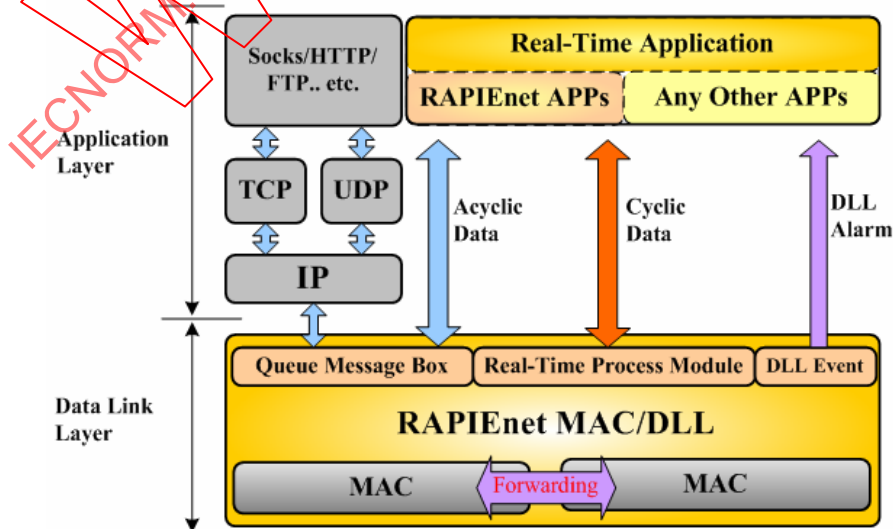 IECNORM.
Socks/HTTP/
FTP.. etc.
Real-Time Application
RAPIEnet APPs
Any Other APPs
Application
Layer
TCP
UDP
Acyclic
Data
Cyclic
Data
DLL
Alarm
IP
Queue Message Box
Real-Time Process Module
DLL Event
Data Link
Layer
RAPIEnet MAC/DLL
MAC
Forwarding
MAC